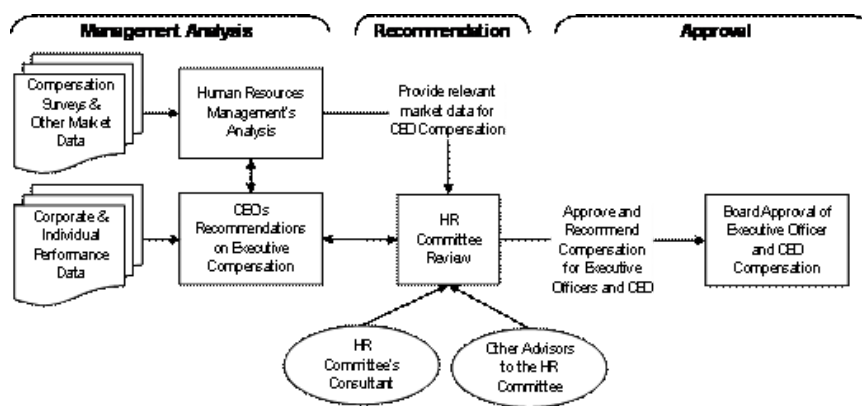 Management Analysis
Recommendation
Approval
Compensation
Surveys &
Other Market
Data
Human Resources
Management's
Analysis
Provide relevant
market data for
CEO Compensation
Corporate &
Individual
Performance
Data
CEO's
Recommendations
on Executive
Compensation
HR
Committee
Review
Approve and
Recommend
Compensation
for Executive
Officers and CEO
Board Approval of
Executive Officer
and CEO
Compensation
HR
Committee's
Consultant
Other Advisors
to the HR
Committee